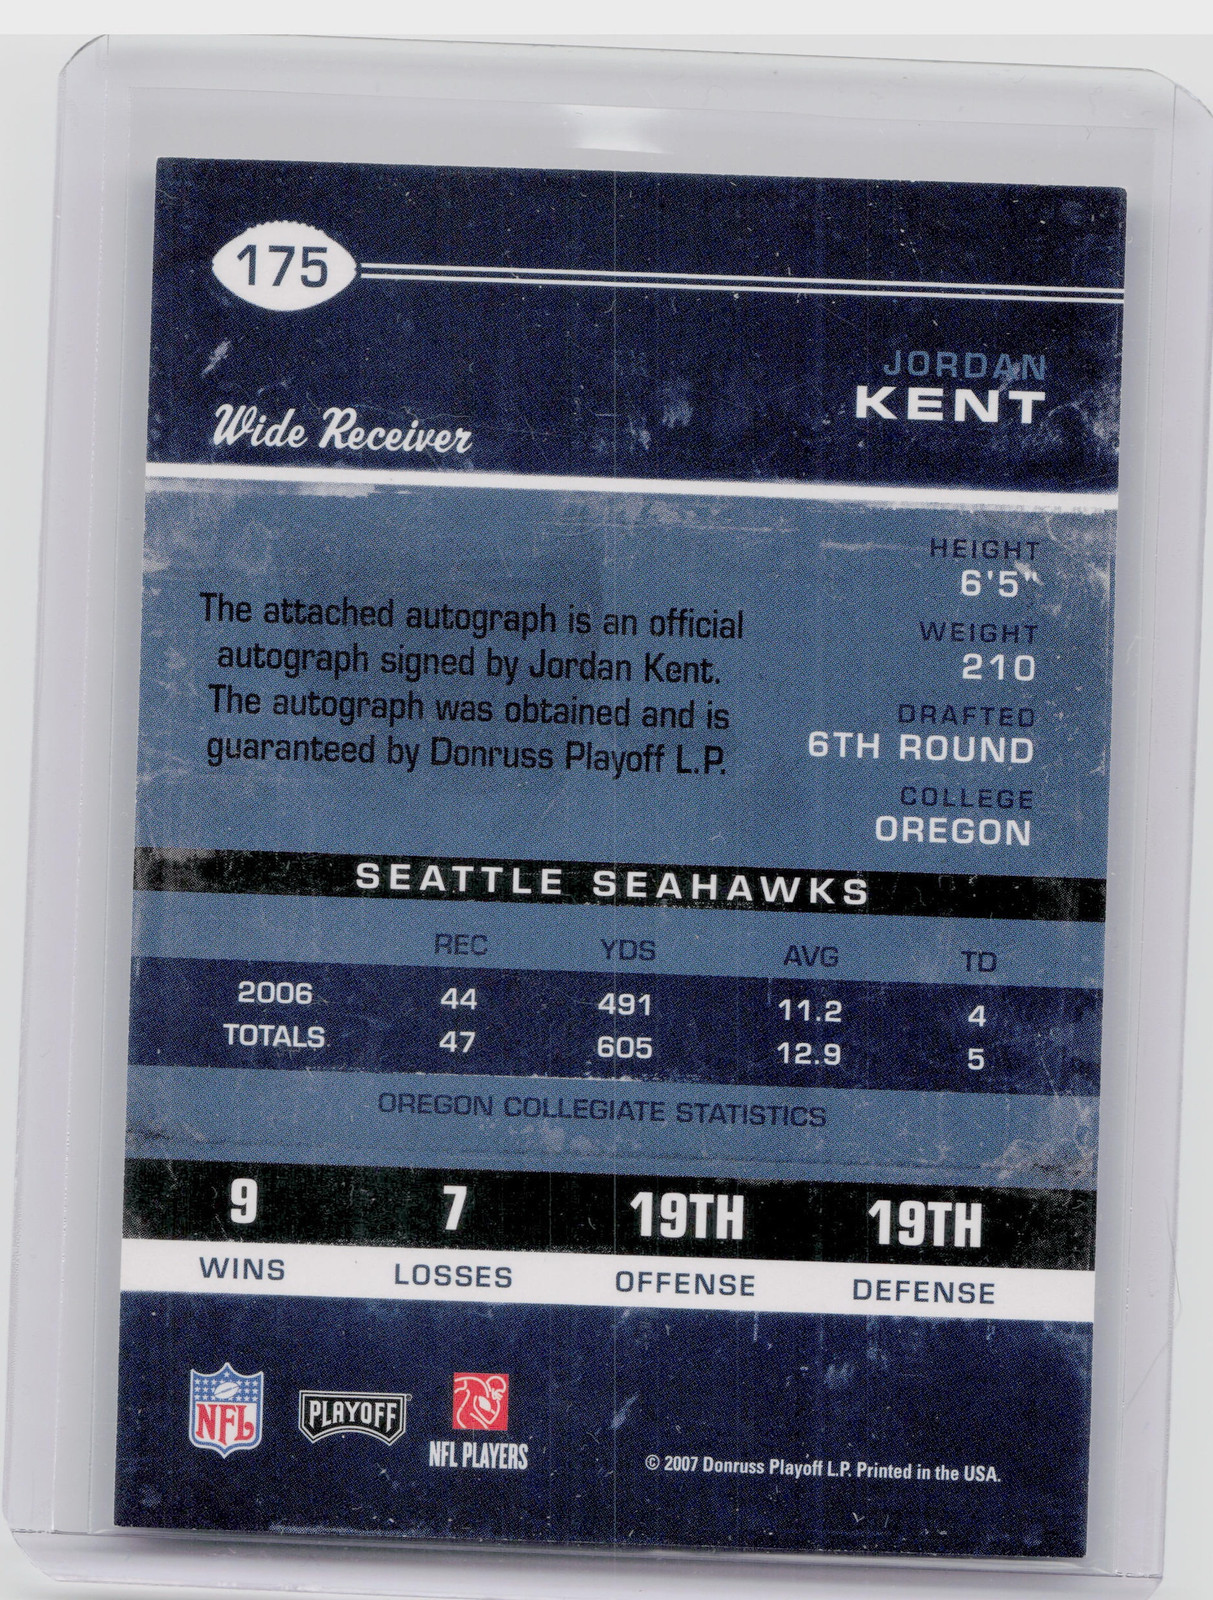 175
JORDAN
KENT
Wide Receiver
HEIGHT
6'5"
WEIGHT
210
DRAFTED
6TH ROUND
COLLEGE
OREGON
The attached autograph is an official
autograph signed by Jordan Kent.
The autograph was obtained and is
guaranteed by Donruss Playoff L.P.
SEATTLE SEAHAWKS
REC YDS AVG TD
2006 44 491 11.2 4
TOTALS 47 605 12.9 5
OREGON COLLEGIATE STATISTICS
9 7 19TH 19TH
WINS LOSSES OFFENSE DEFENSE
NFL PLAYOFF NFL PLAYERS
© 2007 Donruss Playoff L.P. Printed in the USA.